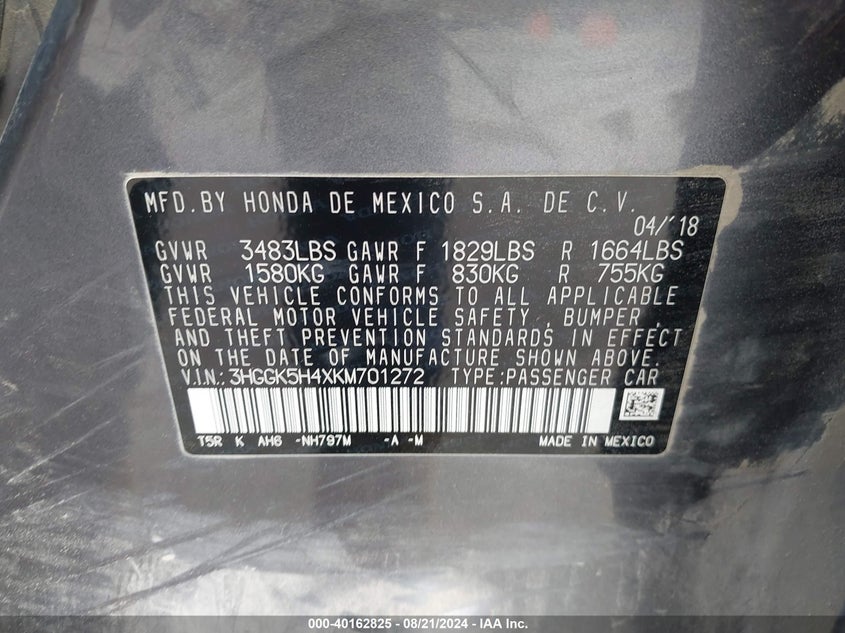 MFD.BY HONDA DE MEXICO S.A. DE C.V.
04/'18
GVWR 3483LBS GAWR F 1829LBS R 1664LBS
GVWR 1580KG GAWR F 830KG R 755KG
THIS VEHICLE CONFORMS TO ALL APPLICABLE
FEDERAL MOTOR VEHICLE SAFETY, BUMPER,
AND THEFT PREVENTION STANDARDS IN EFFECT
ON THE DATE OF MANUFACTURE SHOWN ABOVE.
V.IN.: 3HGGK5H4XKM701272 TYPE:PASSENGER CAR
T5R K AH6 -NH797M -A -M MADE IN MEXICO
000-40162825 - 08/21/2024 - IAA Inc.